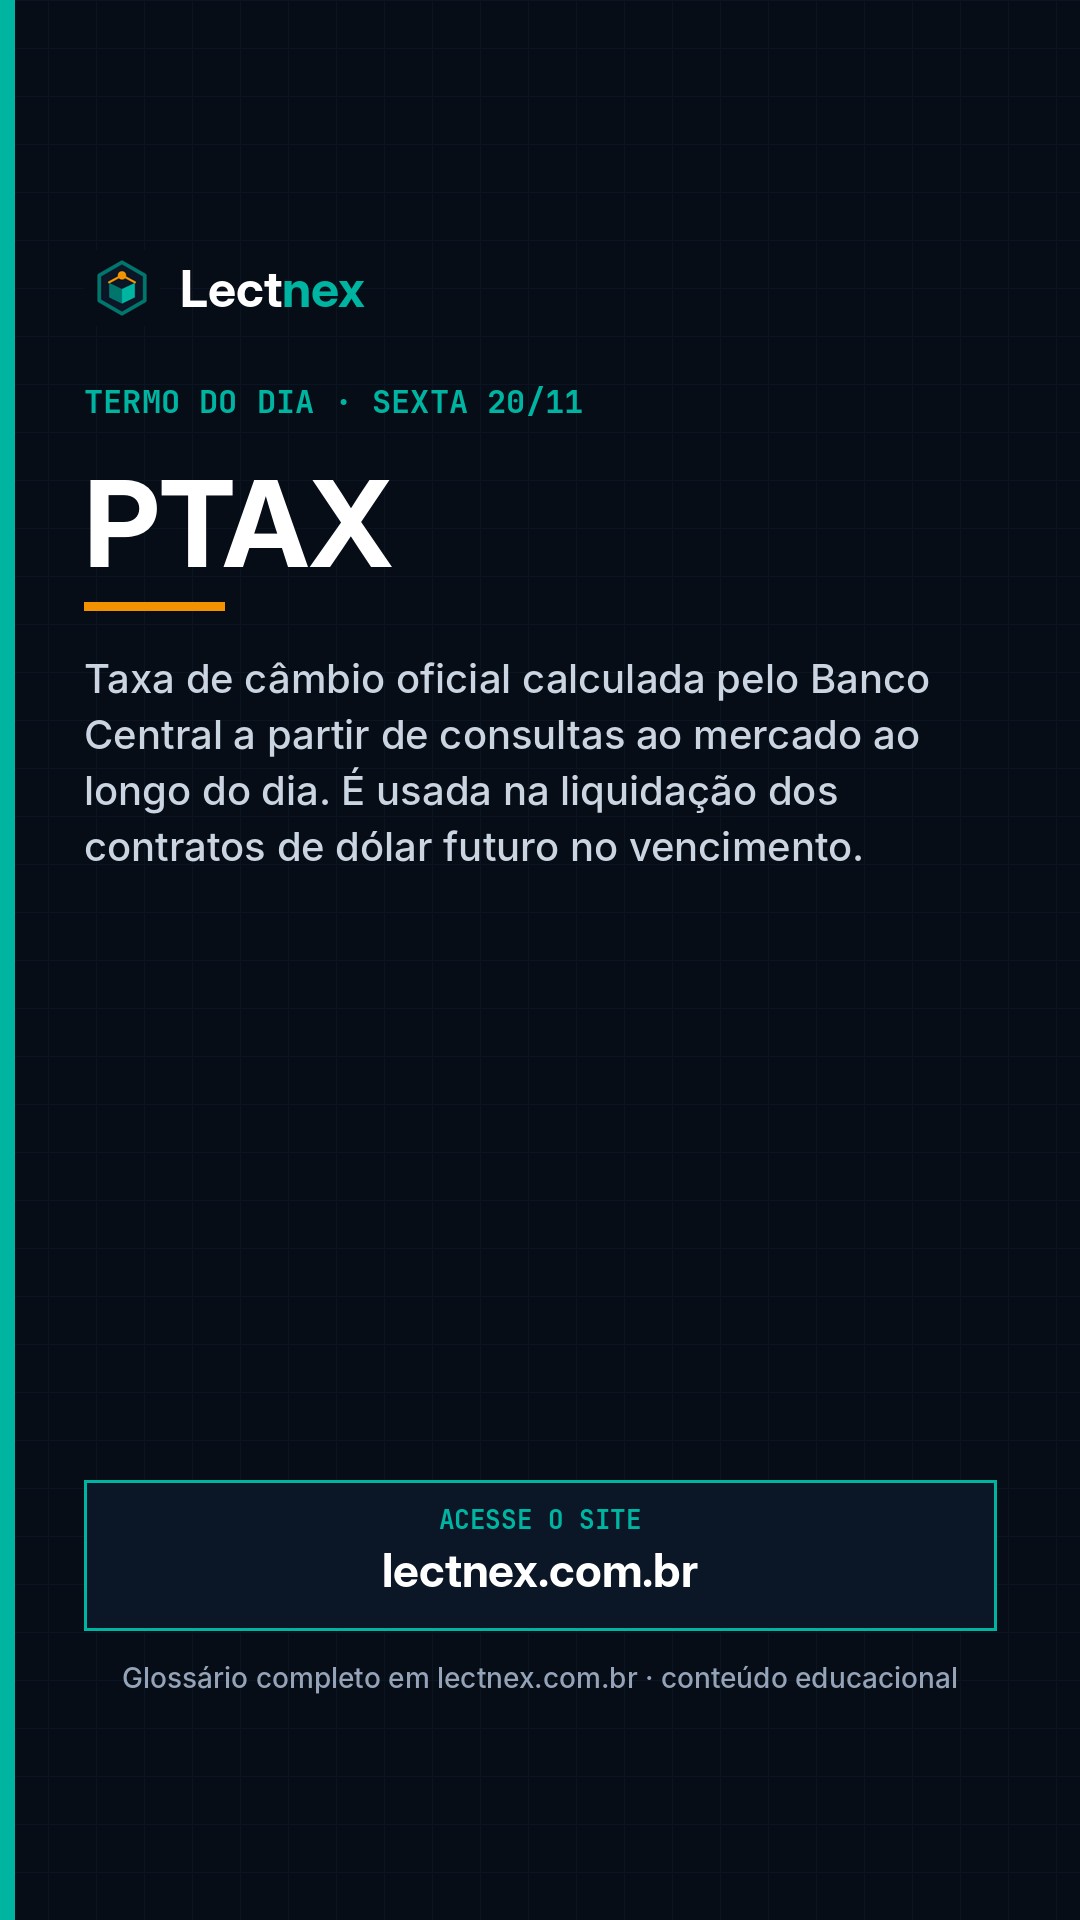 Lectnex
TERMO DO DIA · SEXTA 20/11
PTAX
Taxa de câmbio oficial calculada pelo Banco
Central a partir de consultas ao mercado ao
longo do dia. É usada na liquidação dos
contratos de dólar futuro no vencimento.
ACESSE O SITE
lectnex.com.br
Glossário completo em lectnex.com.br · conteúdo educacional